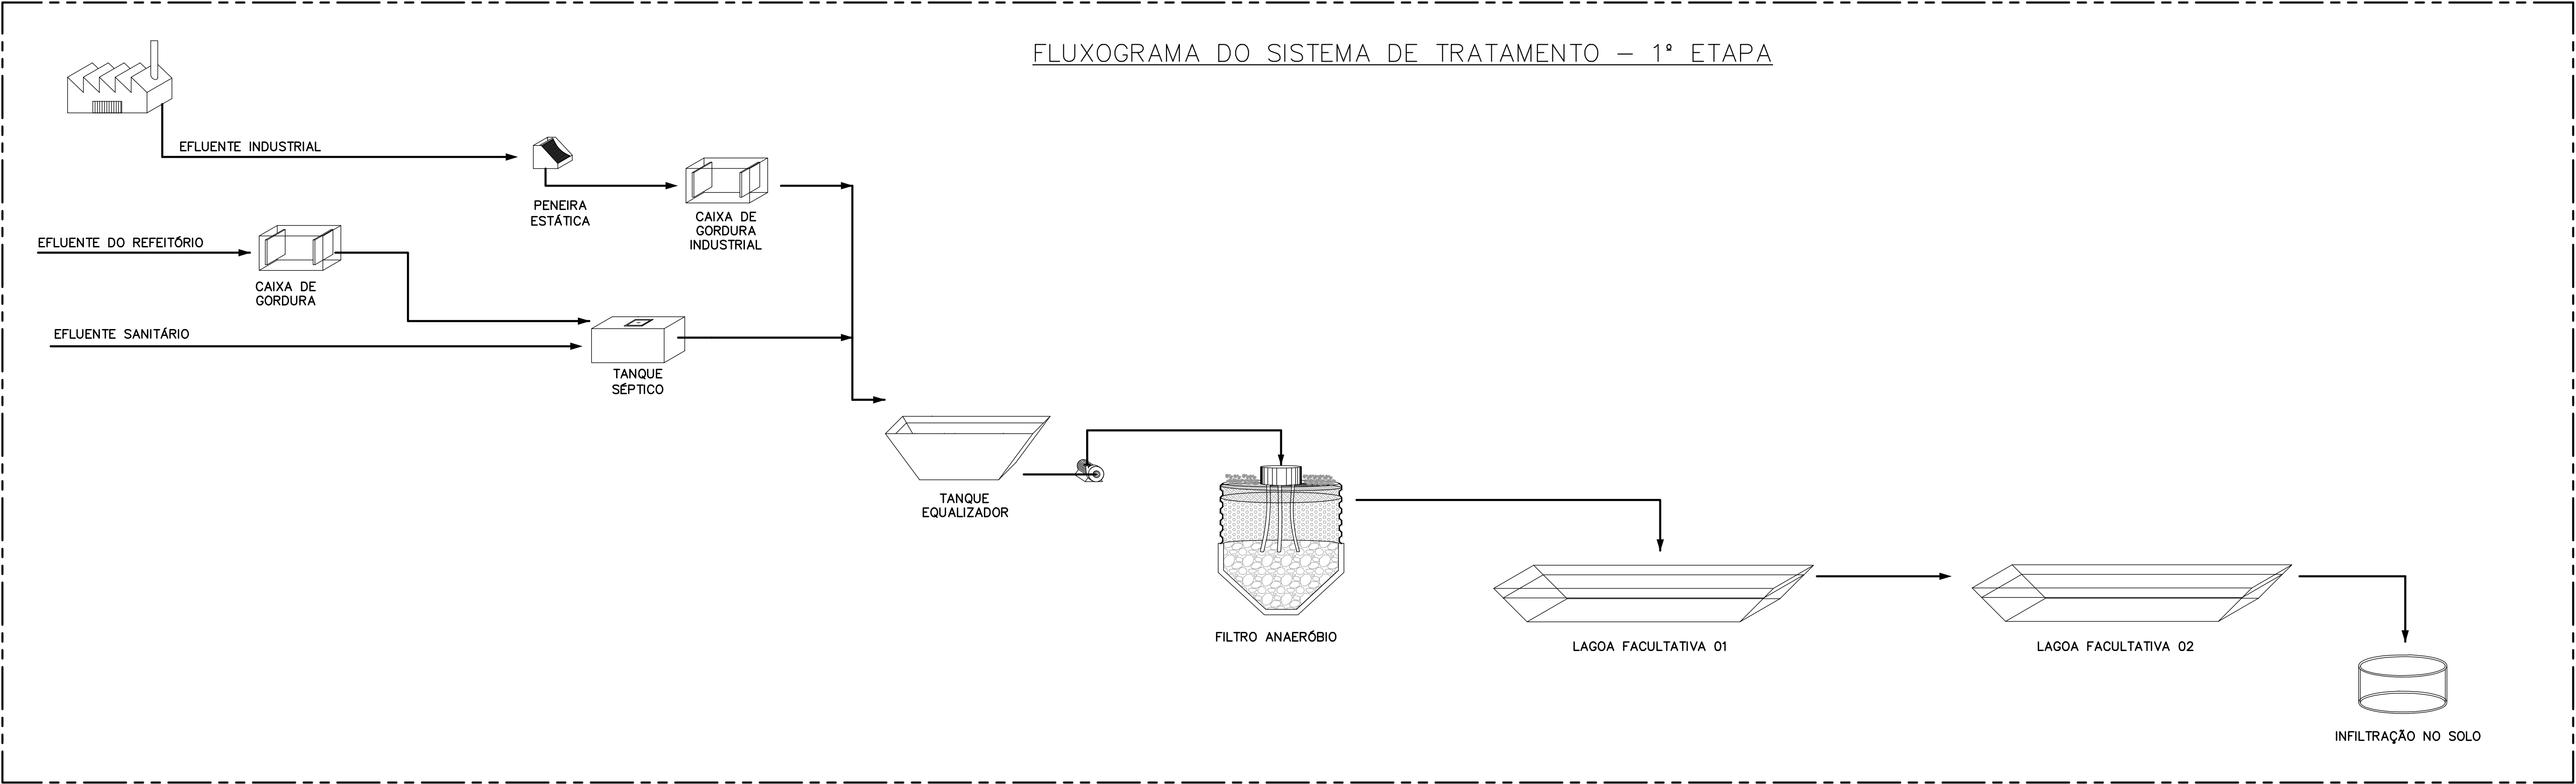 FLUXOGRAMA DO SISTEMA DE TRATAMENTO – 1ª ETAPA
EFLUENTE INDUSTRIAL
PENEIRA
ESTÁTICA
CAIXA DE
GORDURA
INDUSTRIAL
EFLUENTE DO REFEITÓRIO
CAIXA DE
GORDURA
EFLUENTE SANITÁRIO
TANQUE
SÉPTICO
TANQUE
EQUALIZADOR
FILTRO ANAERÓBIO
LAGOA FACULTATIVA 01
LAGOA FACULTATIVA 02
INFILTRAÇÃO NO SOLO